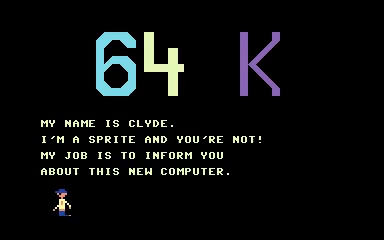 64 K
MY NAME IS CLYDE.
I'M A SPRITE AND YOU'RE NOT!
MY JOB IS TO INFORM YOU
ABOUT THIS NEW COMPUTER.